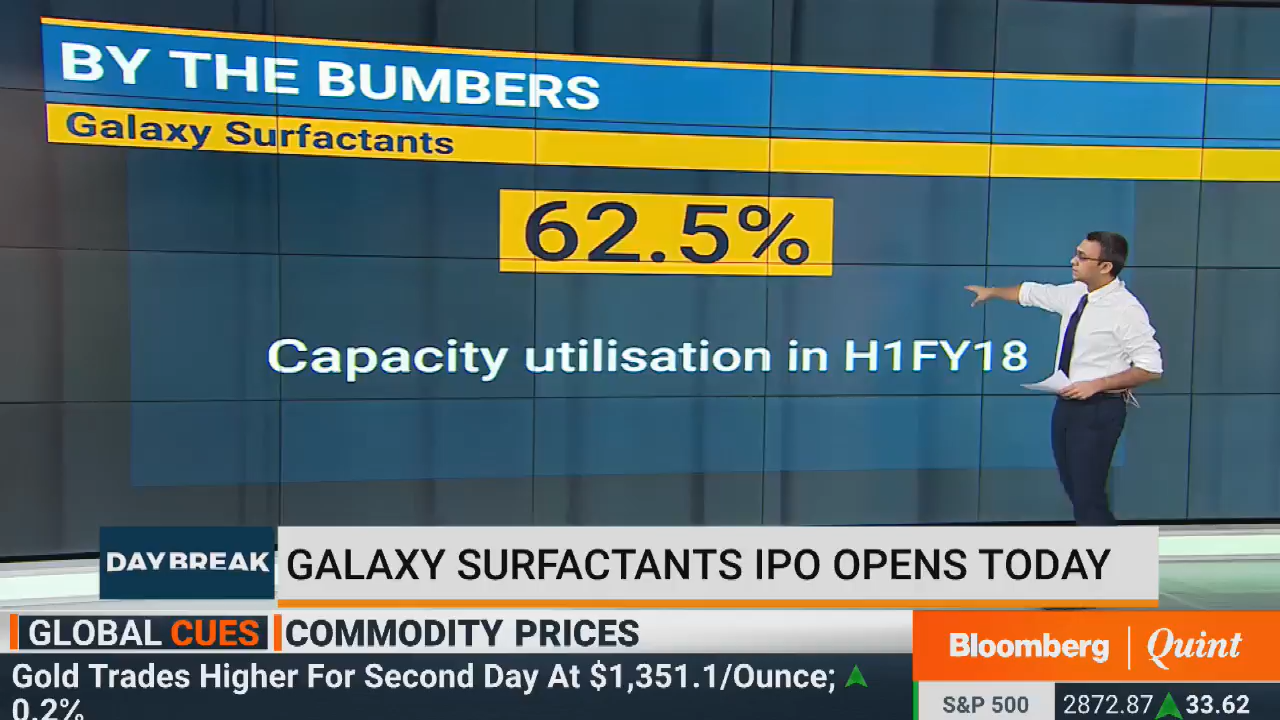 BY THE BUMBERS
Galaxy Surfactants
62.5%
Capacity utilisation in H1FY18
DAYBREAK
GALAXY SURFACTANTS IPO OPENS TODAY
GLOBAL CUES
COMMODITY PRICES
Gold Trades Higher For Second Day At $1,351.1/Ounce;
0.2%
Bloomberg | Quint
S&P 500 2872.87 33.62